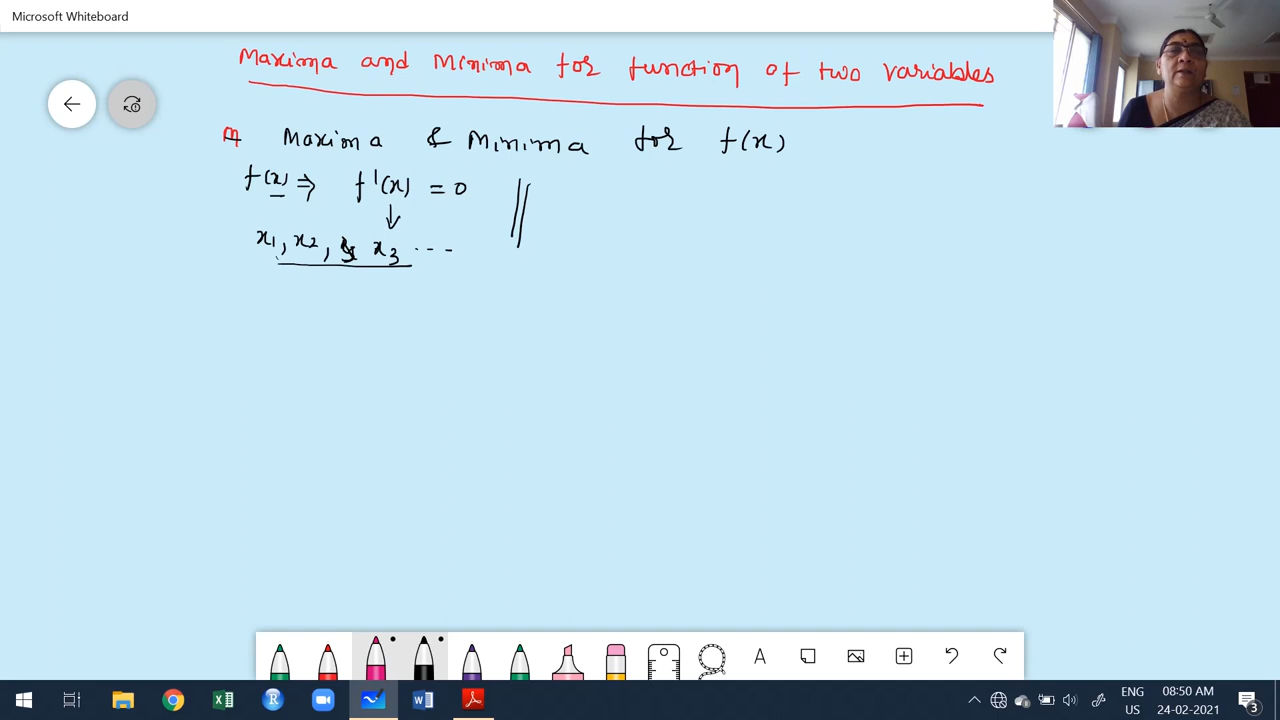 Microsoft Whiteboard
Maxima and Minima for function of two variables
Maxima & Minima for f(x)
f(x) ⇒ f'(x) = 0
x1, x2, & x3 ...
A
ENG
US
08:50 AM
24-02-2021
3